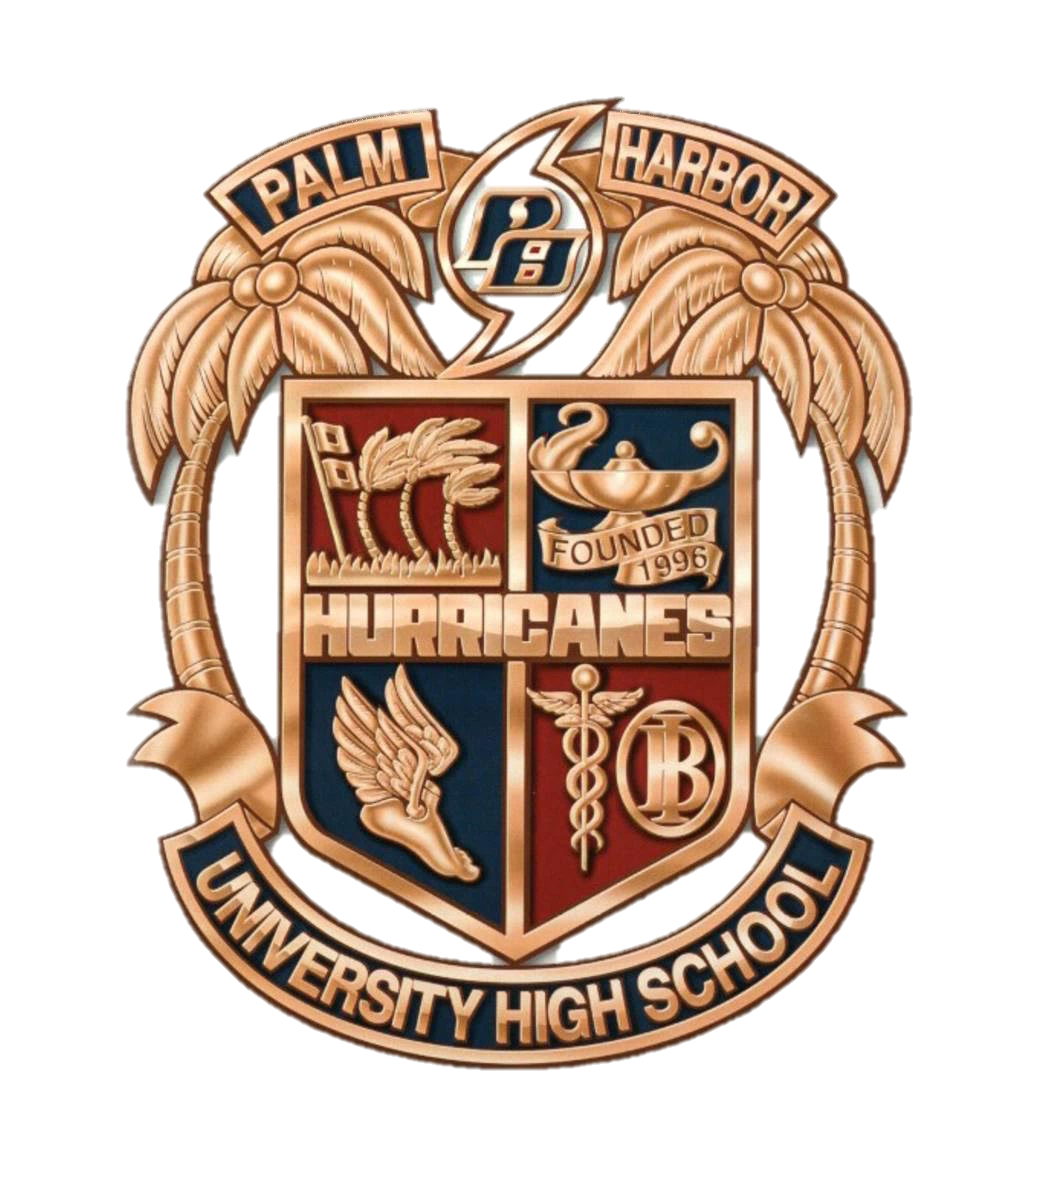 PALM HARBOR
PH
FOUNDED
1996
HURRICANES
IB
UNIVERSITY HIGH SCHOOL